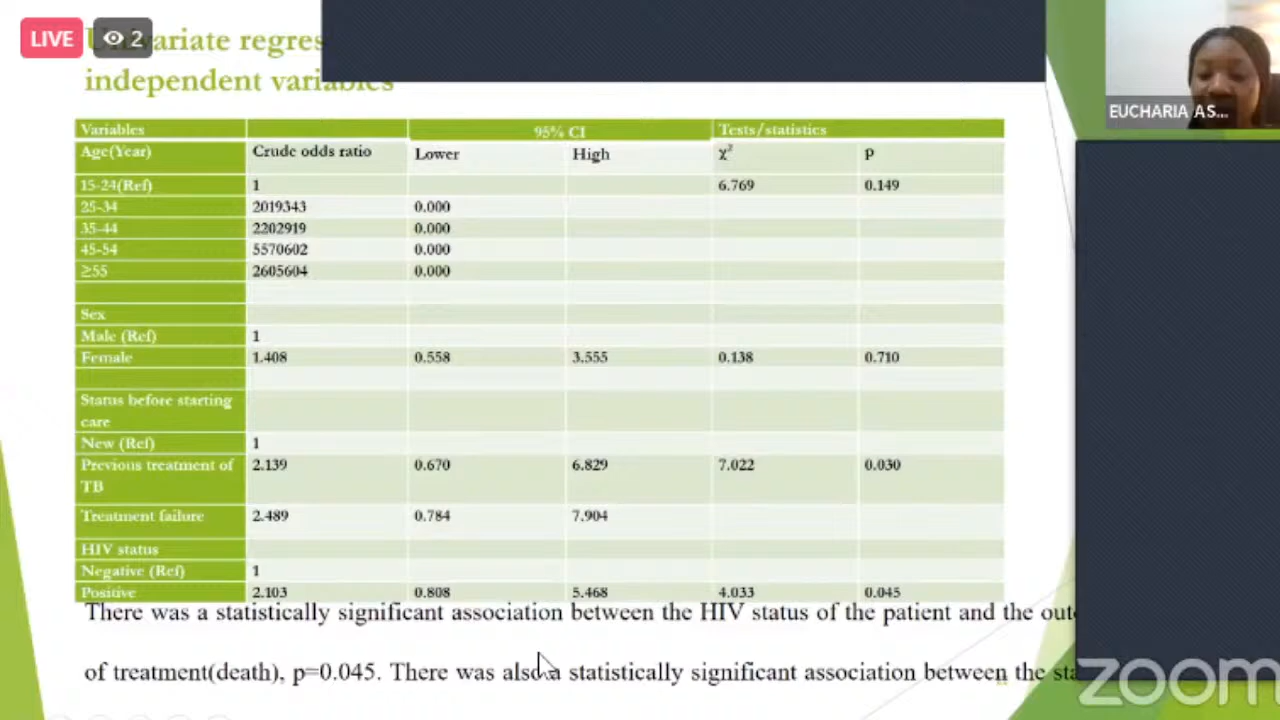 LIVE 2
Univariate regres
independent variables
EUCHARIA AS...
Variables 95% CI Tests/statistics
Age(Year) Crude odds ratio Lower High χ² P
15-24(Ref) 1 6.769 0.149
25-34 2019343 0.000
35-44 2202919 0.000
45-54 5570602 0.000
≥55 2605604 0.000
Sex
Male (Ref) 1
Female 1.408 0.558 3.555 0.138 0.710
Status before starting
care
New (Ref) 1
Previous treatment of 2.139 0.670 6.829 7.022 0.030
TB
Treatment failure 2.489 0.784 7.904
HIV status
Negative (Ref) 1
Positive 2.103 0.808 5.468 4.033 0.045
There was a statistically significant association between the HIV status of the patient and the out
of treatment(death), p=0.045. There was also a statistically significant association between the sta
zoom